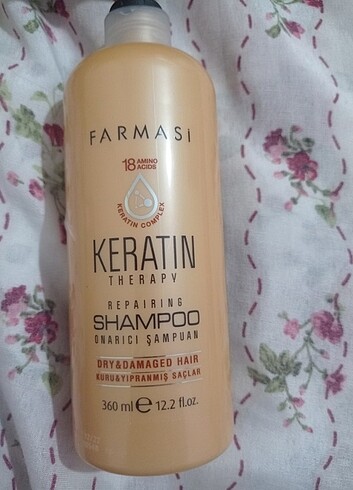 FARMASi
18 AMINO ACIDS
KERATIN COMPLEX
KERATIN
THERAPY
REPAIRING
SHAMPOO
ONARICI ŞAMPUAN
DRY&DAMAGED HAIR
KURU&YIPRANMIŞ SAÇLAR
360 ml e 12.2 fl.oz.